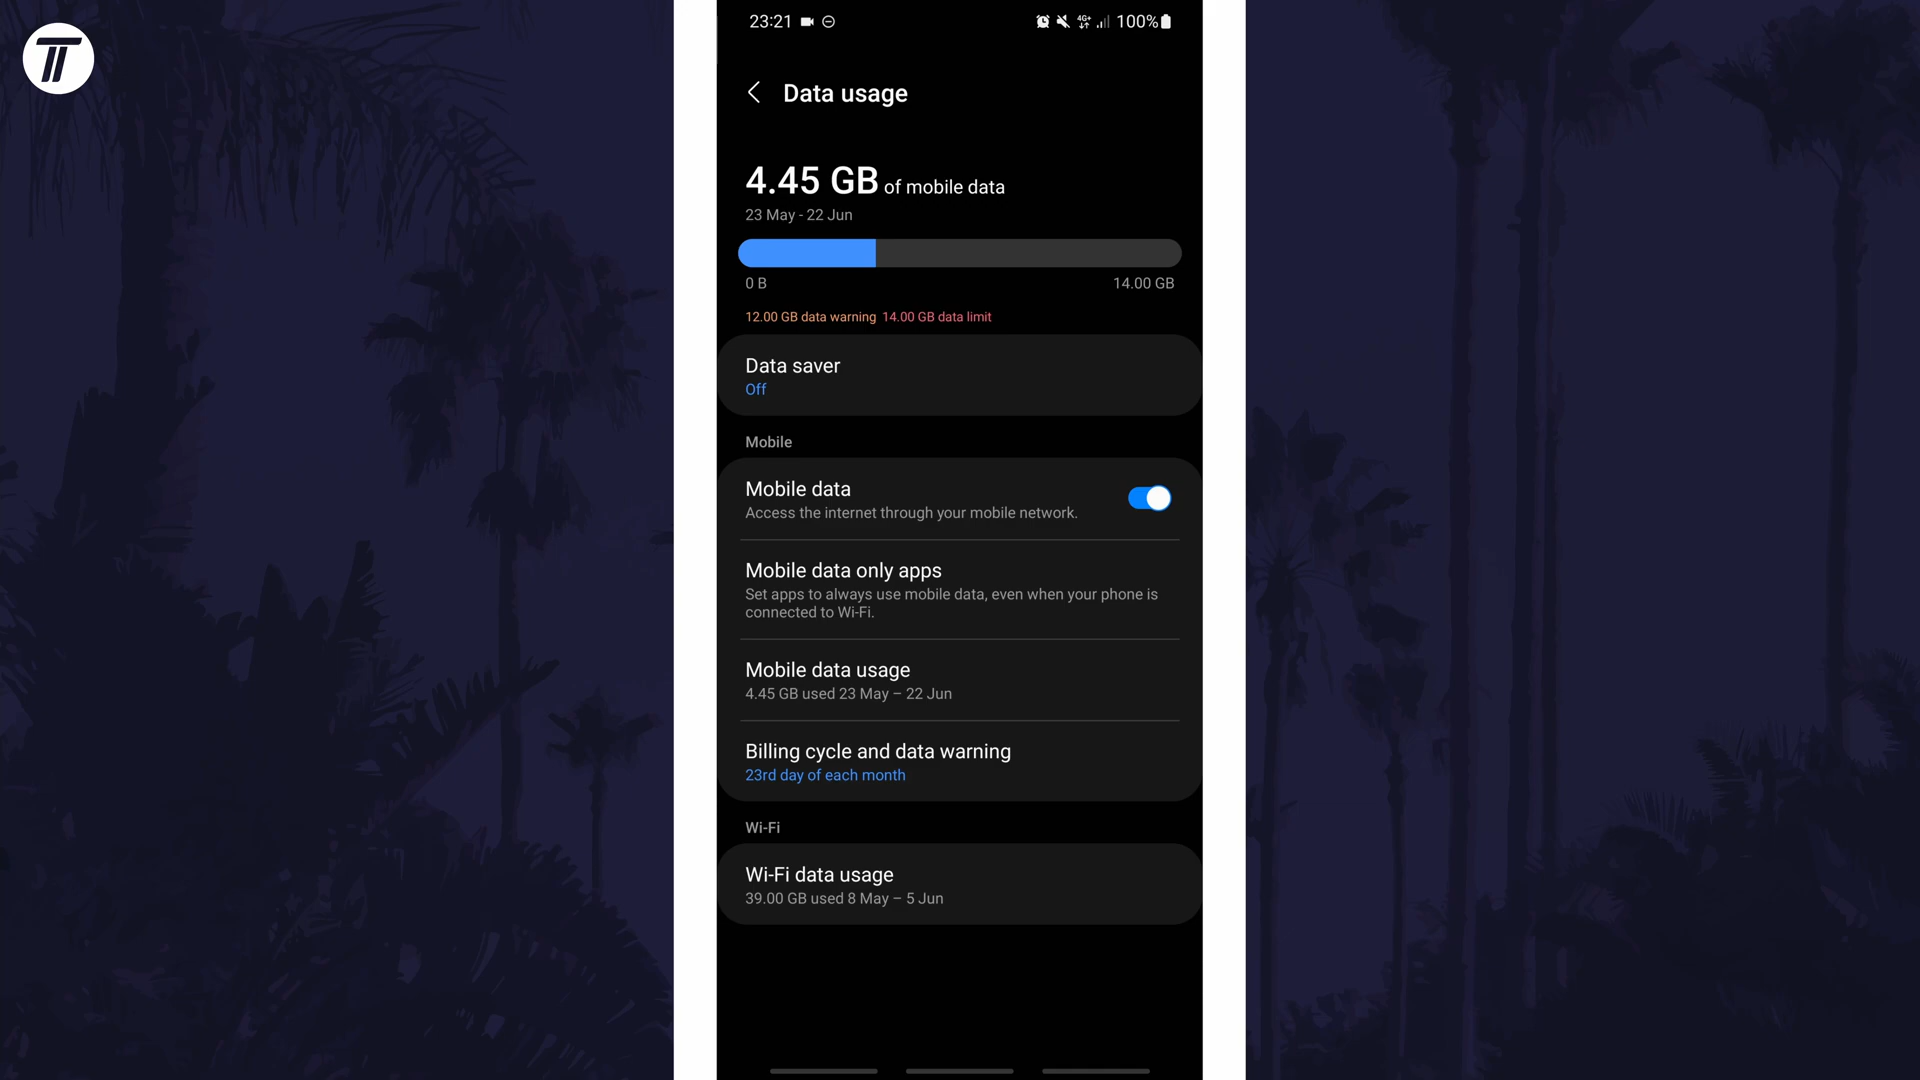 23:21 4G+ 100%
Data usage
4.45 GB of mobile data
23 May - 22 Jun
0 B 14.00 GB
12.00 GB data warning 14.00 GB data limit
Data saver
Off
Mobile
Mobile data
Access the internet through your mobile network.
Mobile data only apps
Set apps to always use mobile data, even when your phone is
connected to Wi-Fi.
Mobile data usage
4.45 GB used 23 May – 22 Jun
Billing cycle and data warning
23rd day of each month
Wi-Fi
Wi-Fi data usage
39.00 GB used 8 May – 5 Jun